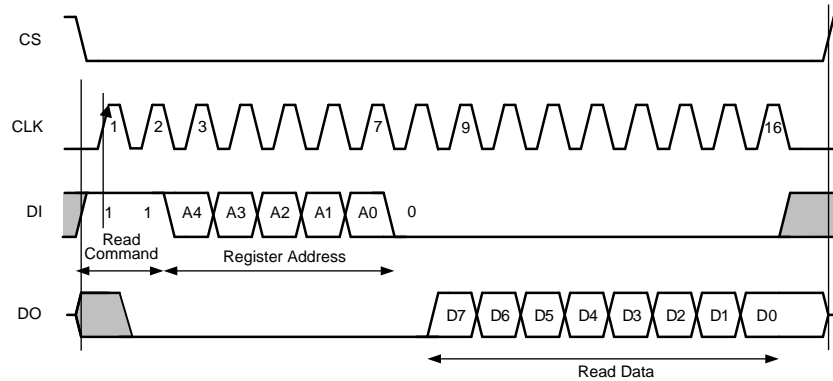 CS
CLK
1 2 3 7 9 16
DI
1 1 A4 A3 A2 A1 A0 0
Read
Command
Register Address
DO
D7 D6 D5 D4 D3 D2 D1 D0
Read Data